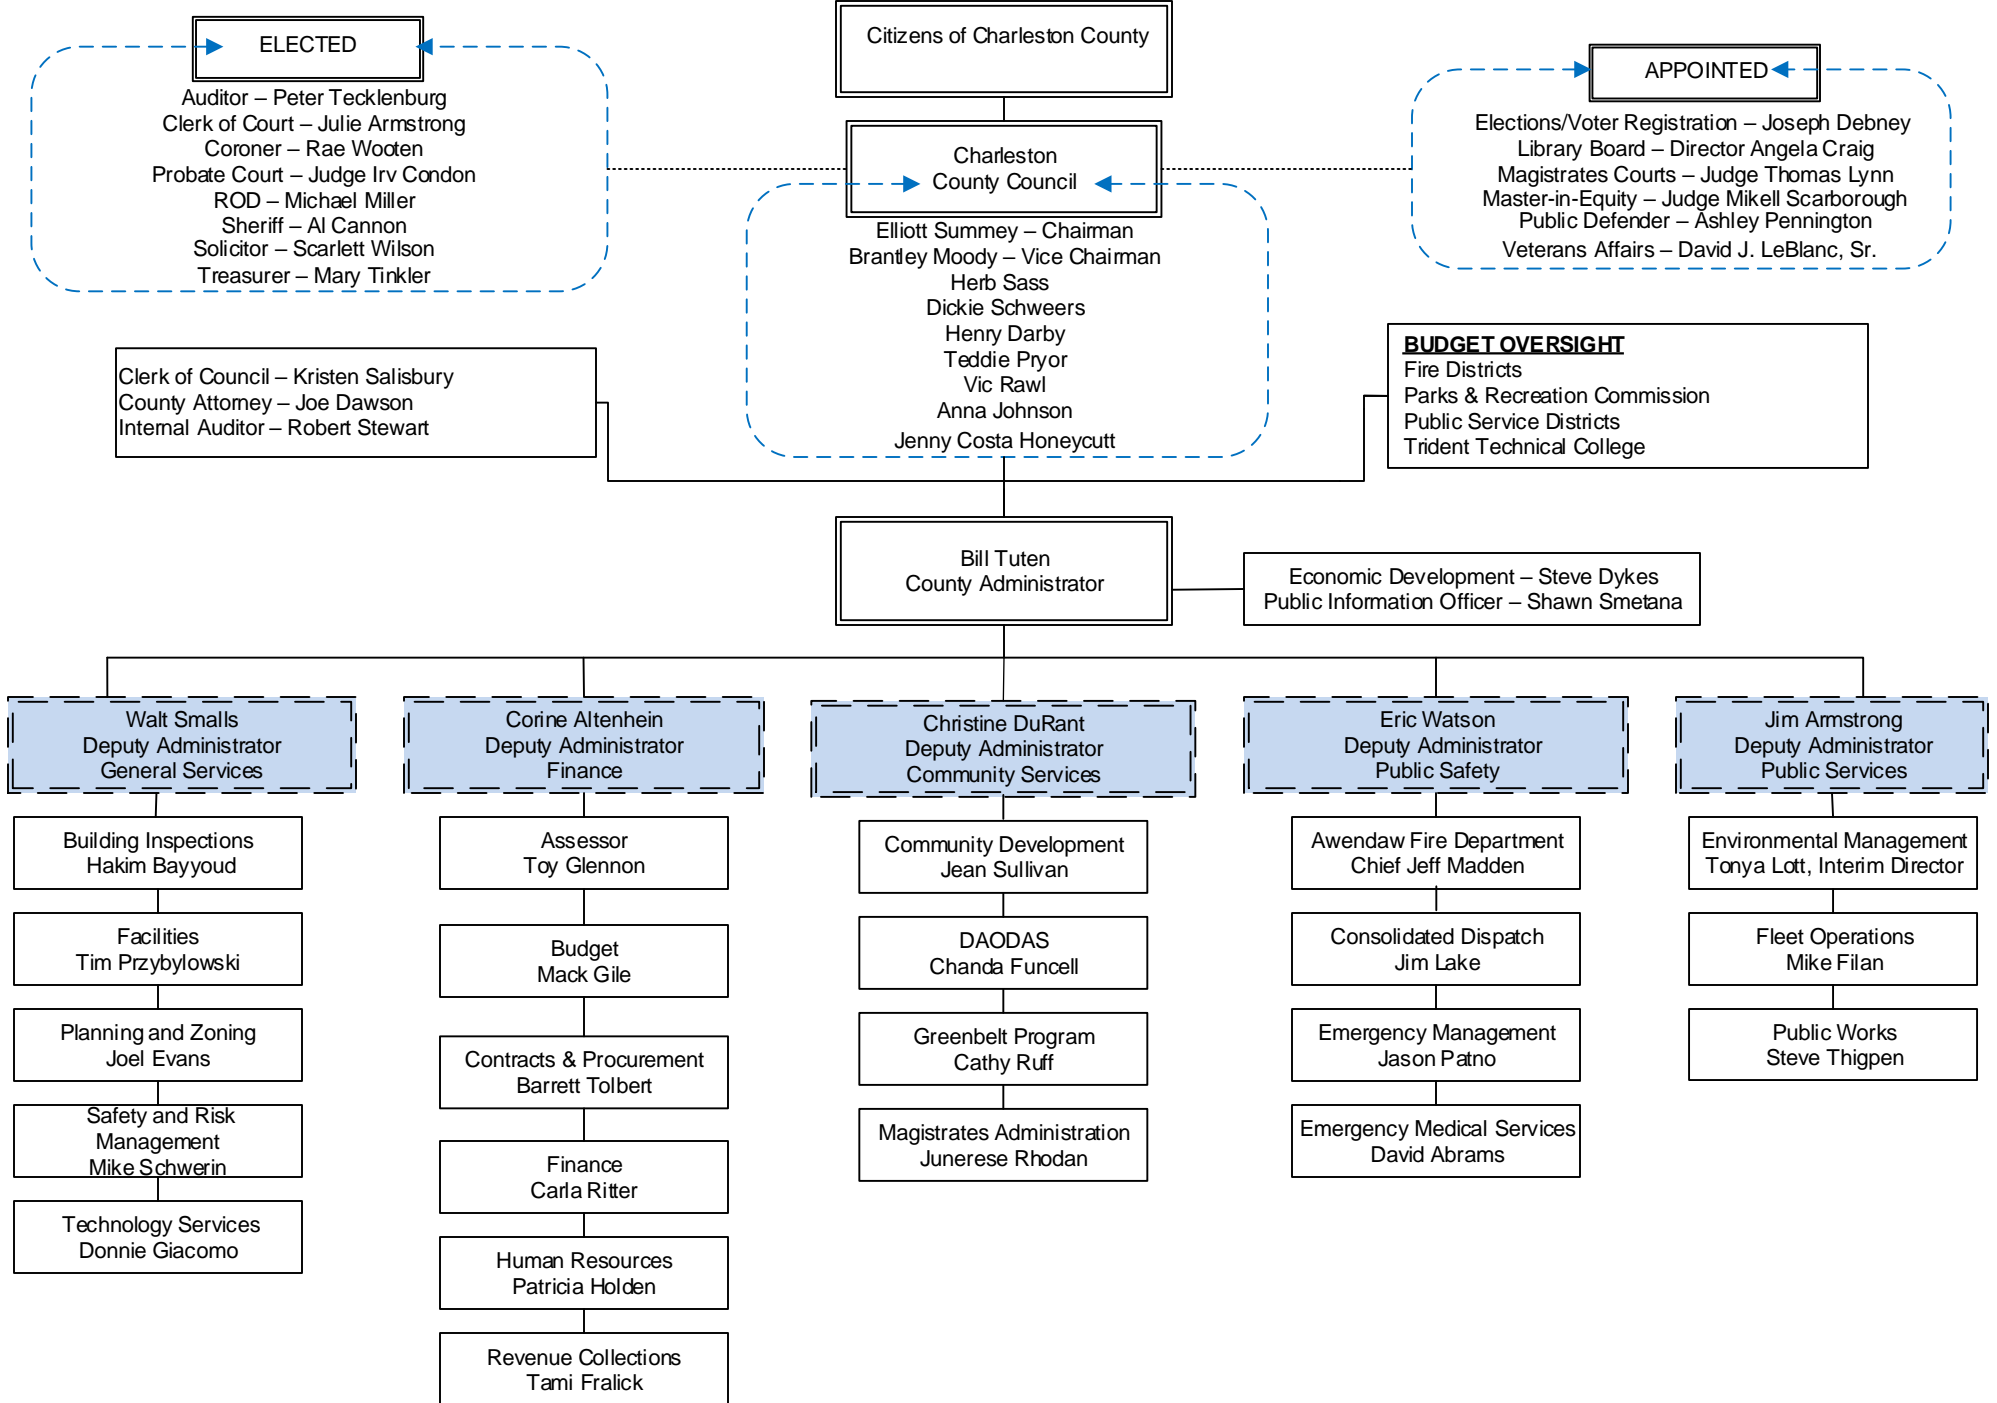 Citizens of Charleston County
ELECTED
Auditor – Peter Tecklenburg
Clerk of Court – Julie Armstrong
Coroner – Rae Wooten
Probate Court – Judge Irv Condon
ROD – Michael Miller
Sheriff – Al Cannon
Solicitor – Scarlett Wilson
Treasurer – Mary Tinkler
Charleston
County Council
Elliott Summey – Chairman
Brantley Moody – Vice Chairman
Herb Sass
Dickie Schweers
Henry Darby
Teddie Pryor
Vic Rawl
Anna Johnson
Jenny Costa Honeycutt
APPOINTED
Elections/Voter Registration – Joseph Debney
Library Board – Director Angela Craig
Magistrates Courts – Judge Thomas Lynn
Master-in-Equity – Judge Mikell Scarborough
Public Defender – Ashley Pennington
Veterans Affairs – David J. LeBlanc, Sr.
Clerk of Council – Kristen Salisbury
County Attorney – Joe Dawson
Internal Auditor – Robert Stewart
BUDGET OVERSIGHT
Fire Districts
Parks & Recreation Commission
Public Service Districts
Trident Technical College
Bill Tuten
County Administrator
Economic Development – Steve Dykes
Public Information Officer – Shawn Smetana
Walt Smalls
Deputy Administrator
General Services
Building Inspections
Hakim Bayyoud
Facilities
Tim Przybylowski
Planning and Zoning
Joel Evans
Safety and Risk
Management
Mike Schwerin
Technology Services
Donnie Giacomo
Corine Altenhein
Deputy Administrator
Finance
Assessor
Toy Glennon
Budget
Mack Gile
Contracts & Procurement
Barrett Tolbert
Finance
Carla Ritter
Human Resources
Patricia Holden
Revenue Collections
Tami Fralick
Christine DuRant
Deputy Administrator
Community Services
Community Development
Jean Sullivan
DAODAS
Chanda Funcell
Greenbelt Program
Cathy Ruff
Magistrates Administration
Junerese Rhodan
Eric Watson
Deputy Administrator
Public Safety
Awendaw Fire Department
Chief Jeff Madden
Consolidated Dispatch
Jim Lake
Emergency Management
Jason Patno
Emergency Medical Services
David Abrams
Jim Armstrong
Deputy Administrator
Public Services
Environmental Management
Tonya Lott, Interim Director
Fleet Operations
Mike Filan
Public Works
Steve Thigpen